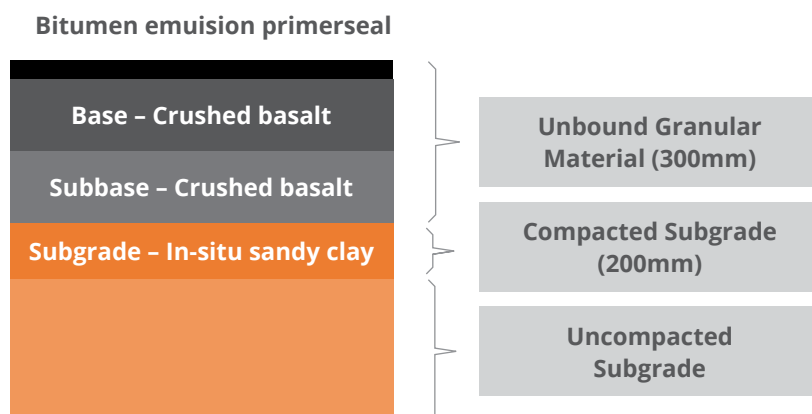 Bitumen emuision primerseal
Base – Crushed basalt
Subbase – Crushed basalt
Subgrade – In-situ sandy clay
Unbound Granular
Material (300mm)
Compacted Subgrade
(200mm)
Uncompacted
Subgrade